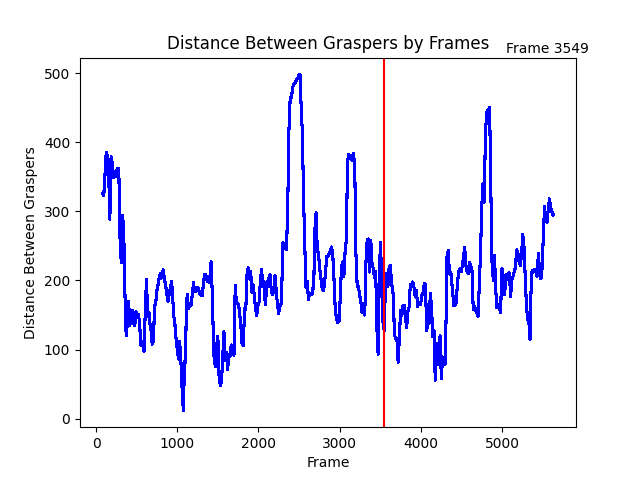 Distance Between Graspers by Frames
Frame 3549
Distance Between Graspers
500
400
300
200
100
0
0 1000 2000 3000 4000 5000
Frame